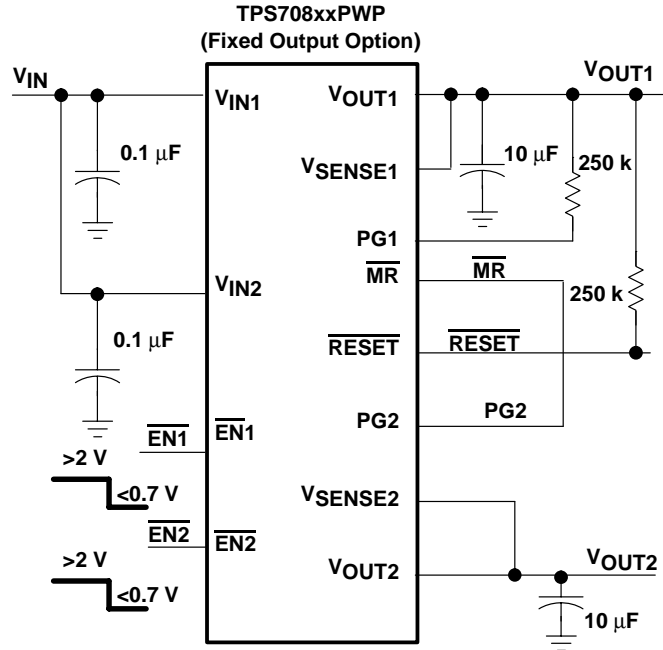 TPS708xxPWP
(Fixed Output Option)
VIN
VIN1
VOUT1
VOUT1
0.1 μF
10 μF
250 k
VSENSE1
PG1
MR
MR
VIN2
250 k
0.1 μF
RESET
RESET
PG2
PG2
EN1
EN1
>2 V
<0.7 V
VSENSE2
EN2
EN2
>2 V
VOUT2
VOUT2
<0.7 V
10 μF